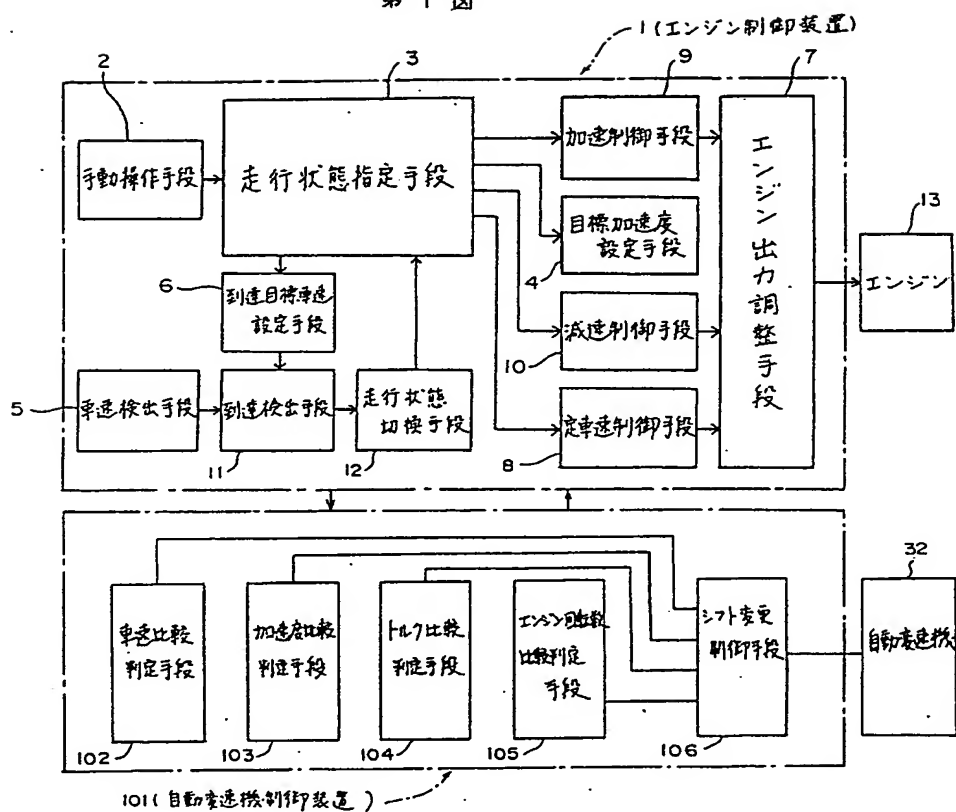 第1図
1(エンジン制御装置)
2
3
9
7
手動操作手段
走行状態指定手段
加速制御手段
エンジン出力調整手段
目標加速度
設定手段
4
13
エンジン
6
到達目標車速
設定手段
減速制御手段
10
5
車速検出手段
到達検出手段
走行状態
切換手段
定車速制御手段
11
12
8
32
車速比較
判定手段
加速度比較
判定手段
トルク比較
判定手段
エンジン回転数
比較判定
手段
シフト変更
制御手段
自動変速機
102
103
104
105
106
101(自動変速機制御装置)